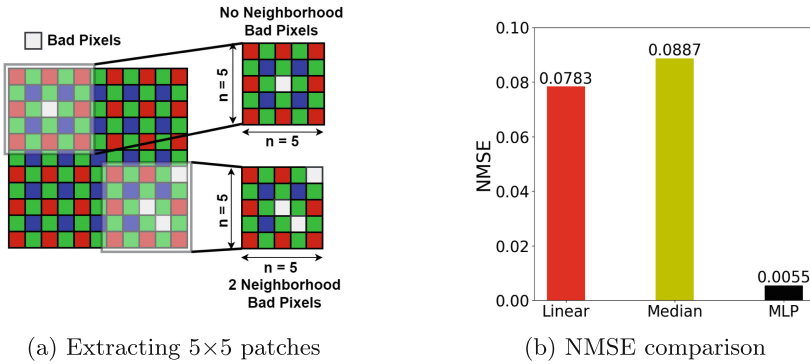 Bad Pixels
No Neighborhood
Bad Pixels
n = 5
n = 5
n = 5
n = 5
2 Neighborhood
Bad Pixels
(a) Extracting 5×5 patches
0.10
0.08
0.06
0.04
0.02
0.00
NMSE
0.0783
0.0887
0.0055
Linear
Median
MLP
(b) NMSE comparison